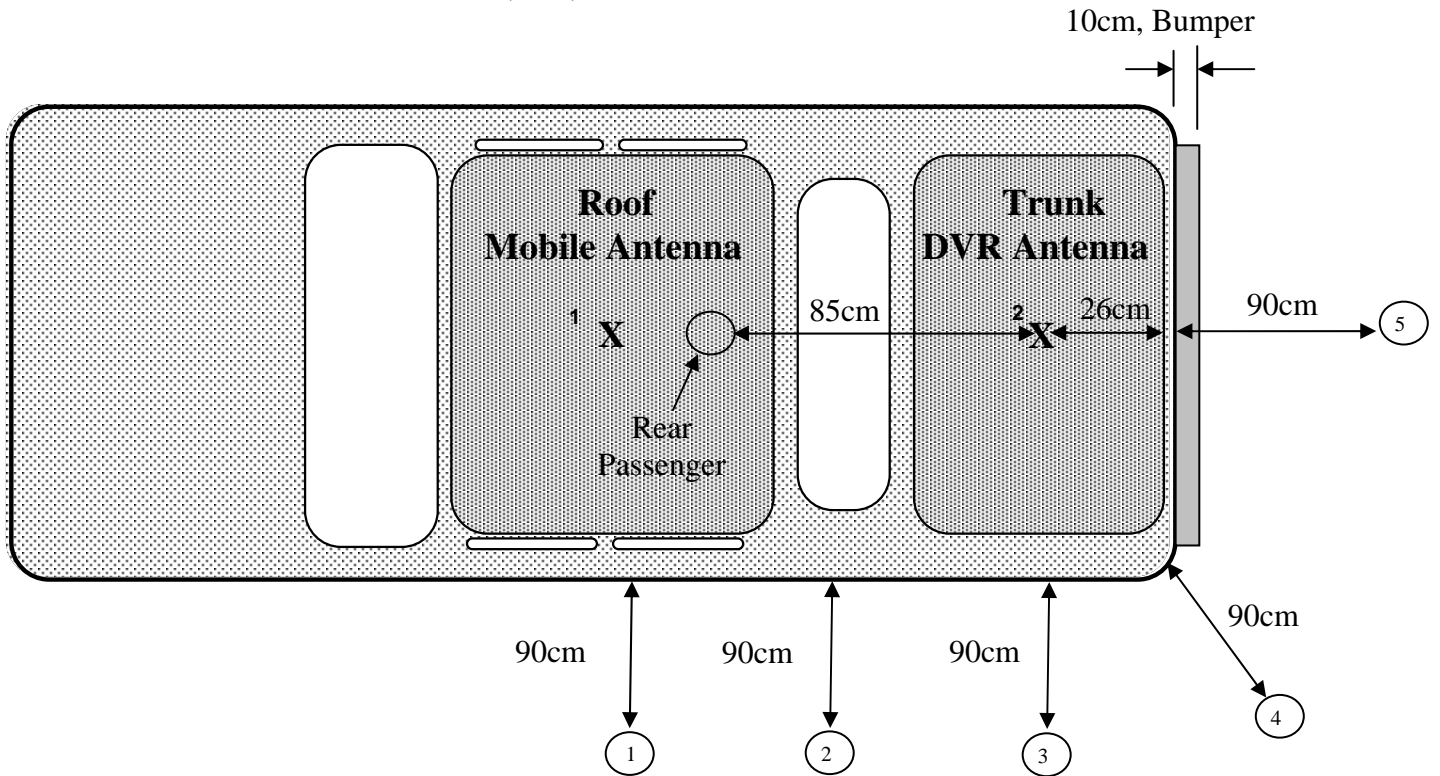 10cm, Bumper
Roof
Mobile Antenna
Trunk
DVR Antenna
1
X
85cm
2
X
26cm
90cm
5
Rear
Passenger
90cm
90cm
90cm
90cm
1
2
3
4